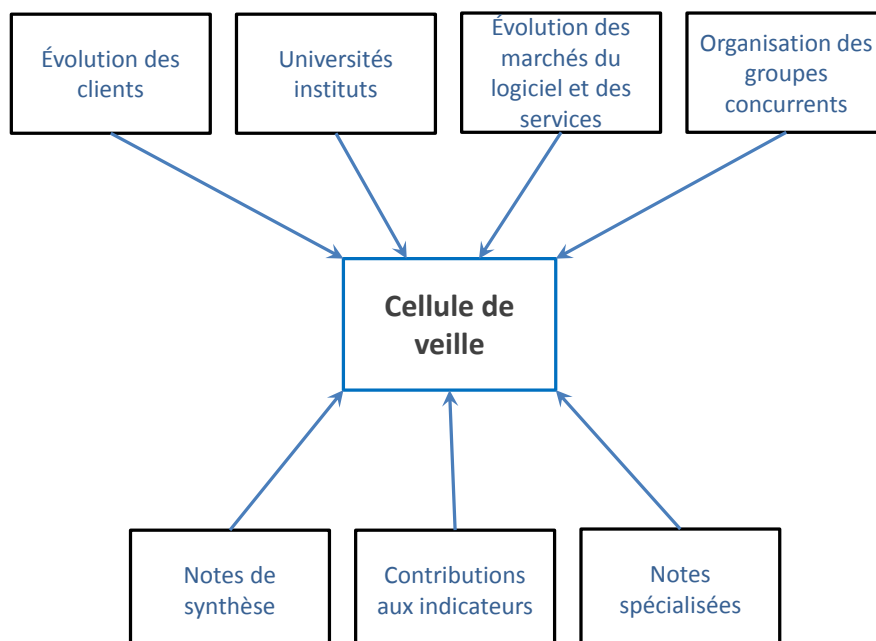 Évolution des
clients
Universités
instituts
Évolution des
marchés du
logiciel et des
services
Organisation des
groupes
concurrents
Cellule de
veille
Notes de
synthèse
Contributions
aux indicateurs
Notes
spécialisées